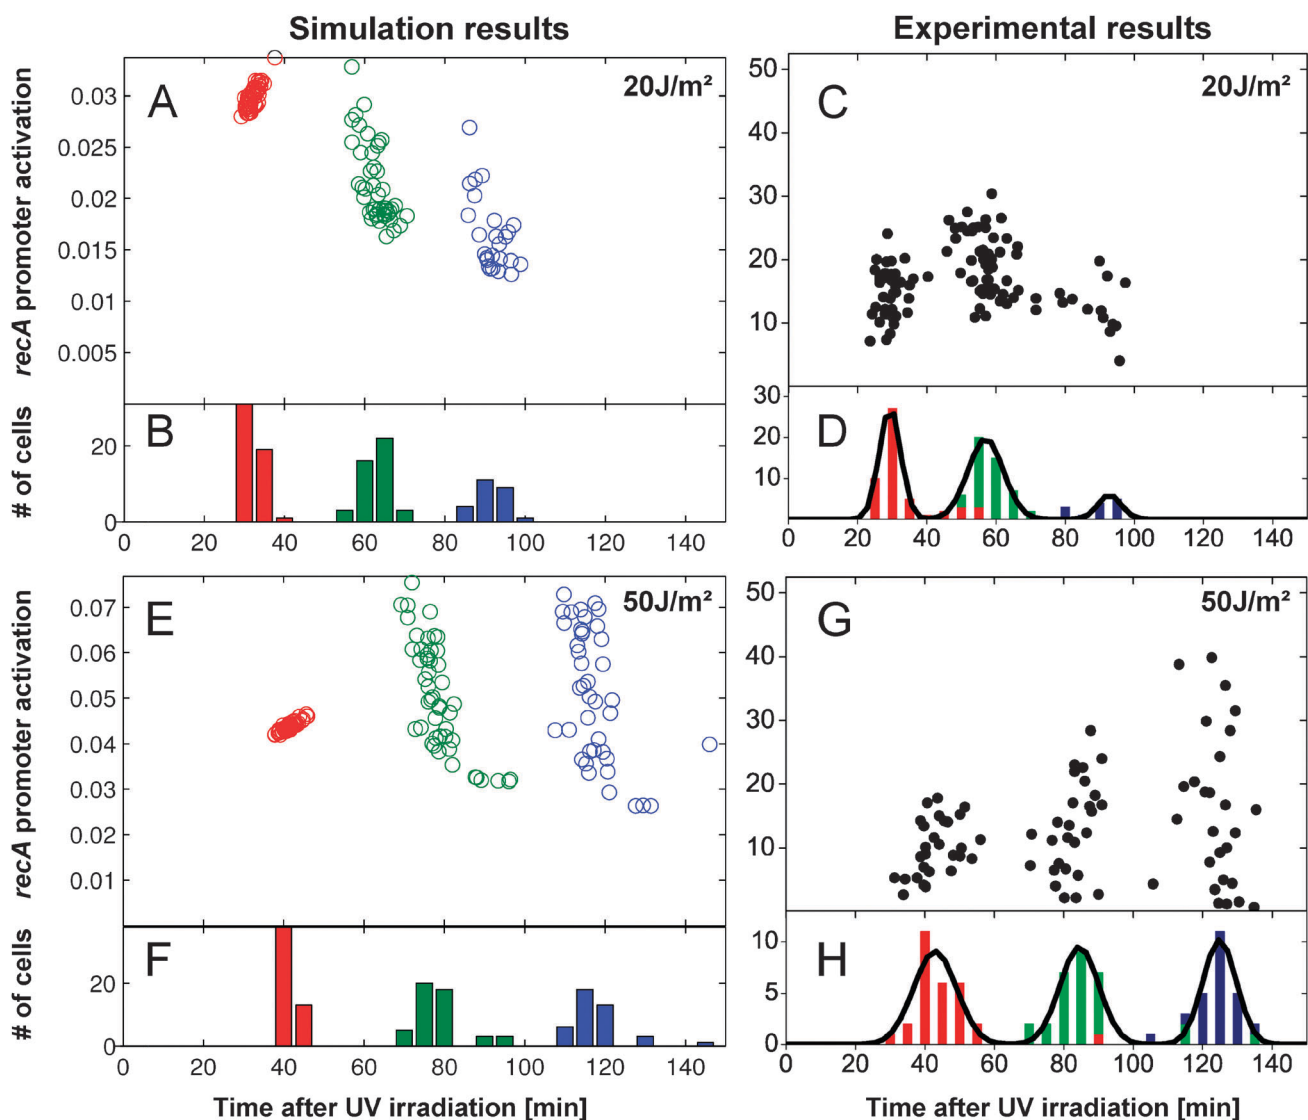 Simulation results
Experimental results
A
20J/m²
0.03
0.025
0.02
0.015
0.01
0.005
recA promoter activation
C
20J/m²
50
40
30
20
10
B
20
0
# of cells
0 20 40 60 80 100 120 140
D
30
20
10
0 20 40 60 80 100 120 140
E
50J/m²
0.07
0.06
0.05
0.04
0.03
0.02
0.01
recA promoter activation
G
50J/m²
50
40
30
20
10
0
F
20
0
# of cells
0 20 40 60 80 100 120 140
Time after UV irradiation [min]
H
10
5
0
0 20 40 60 80 100 120 140
Time after UV irradiation [min]